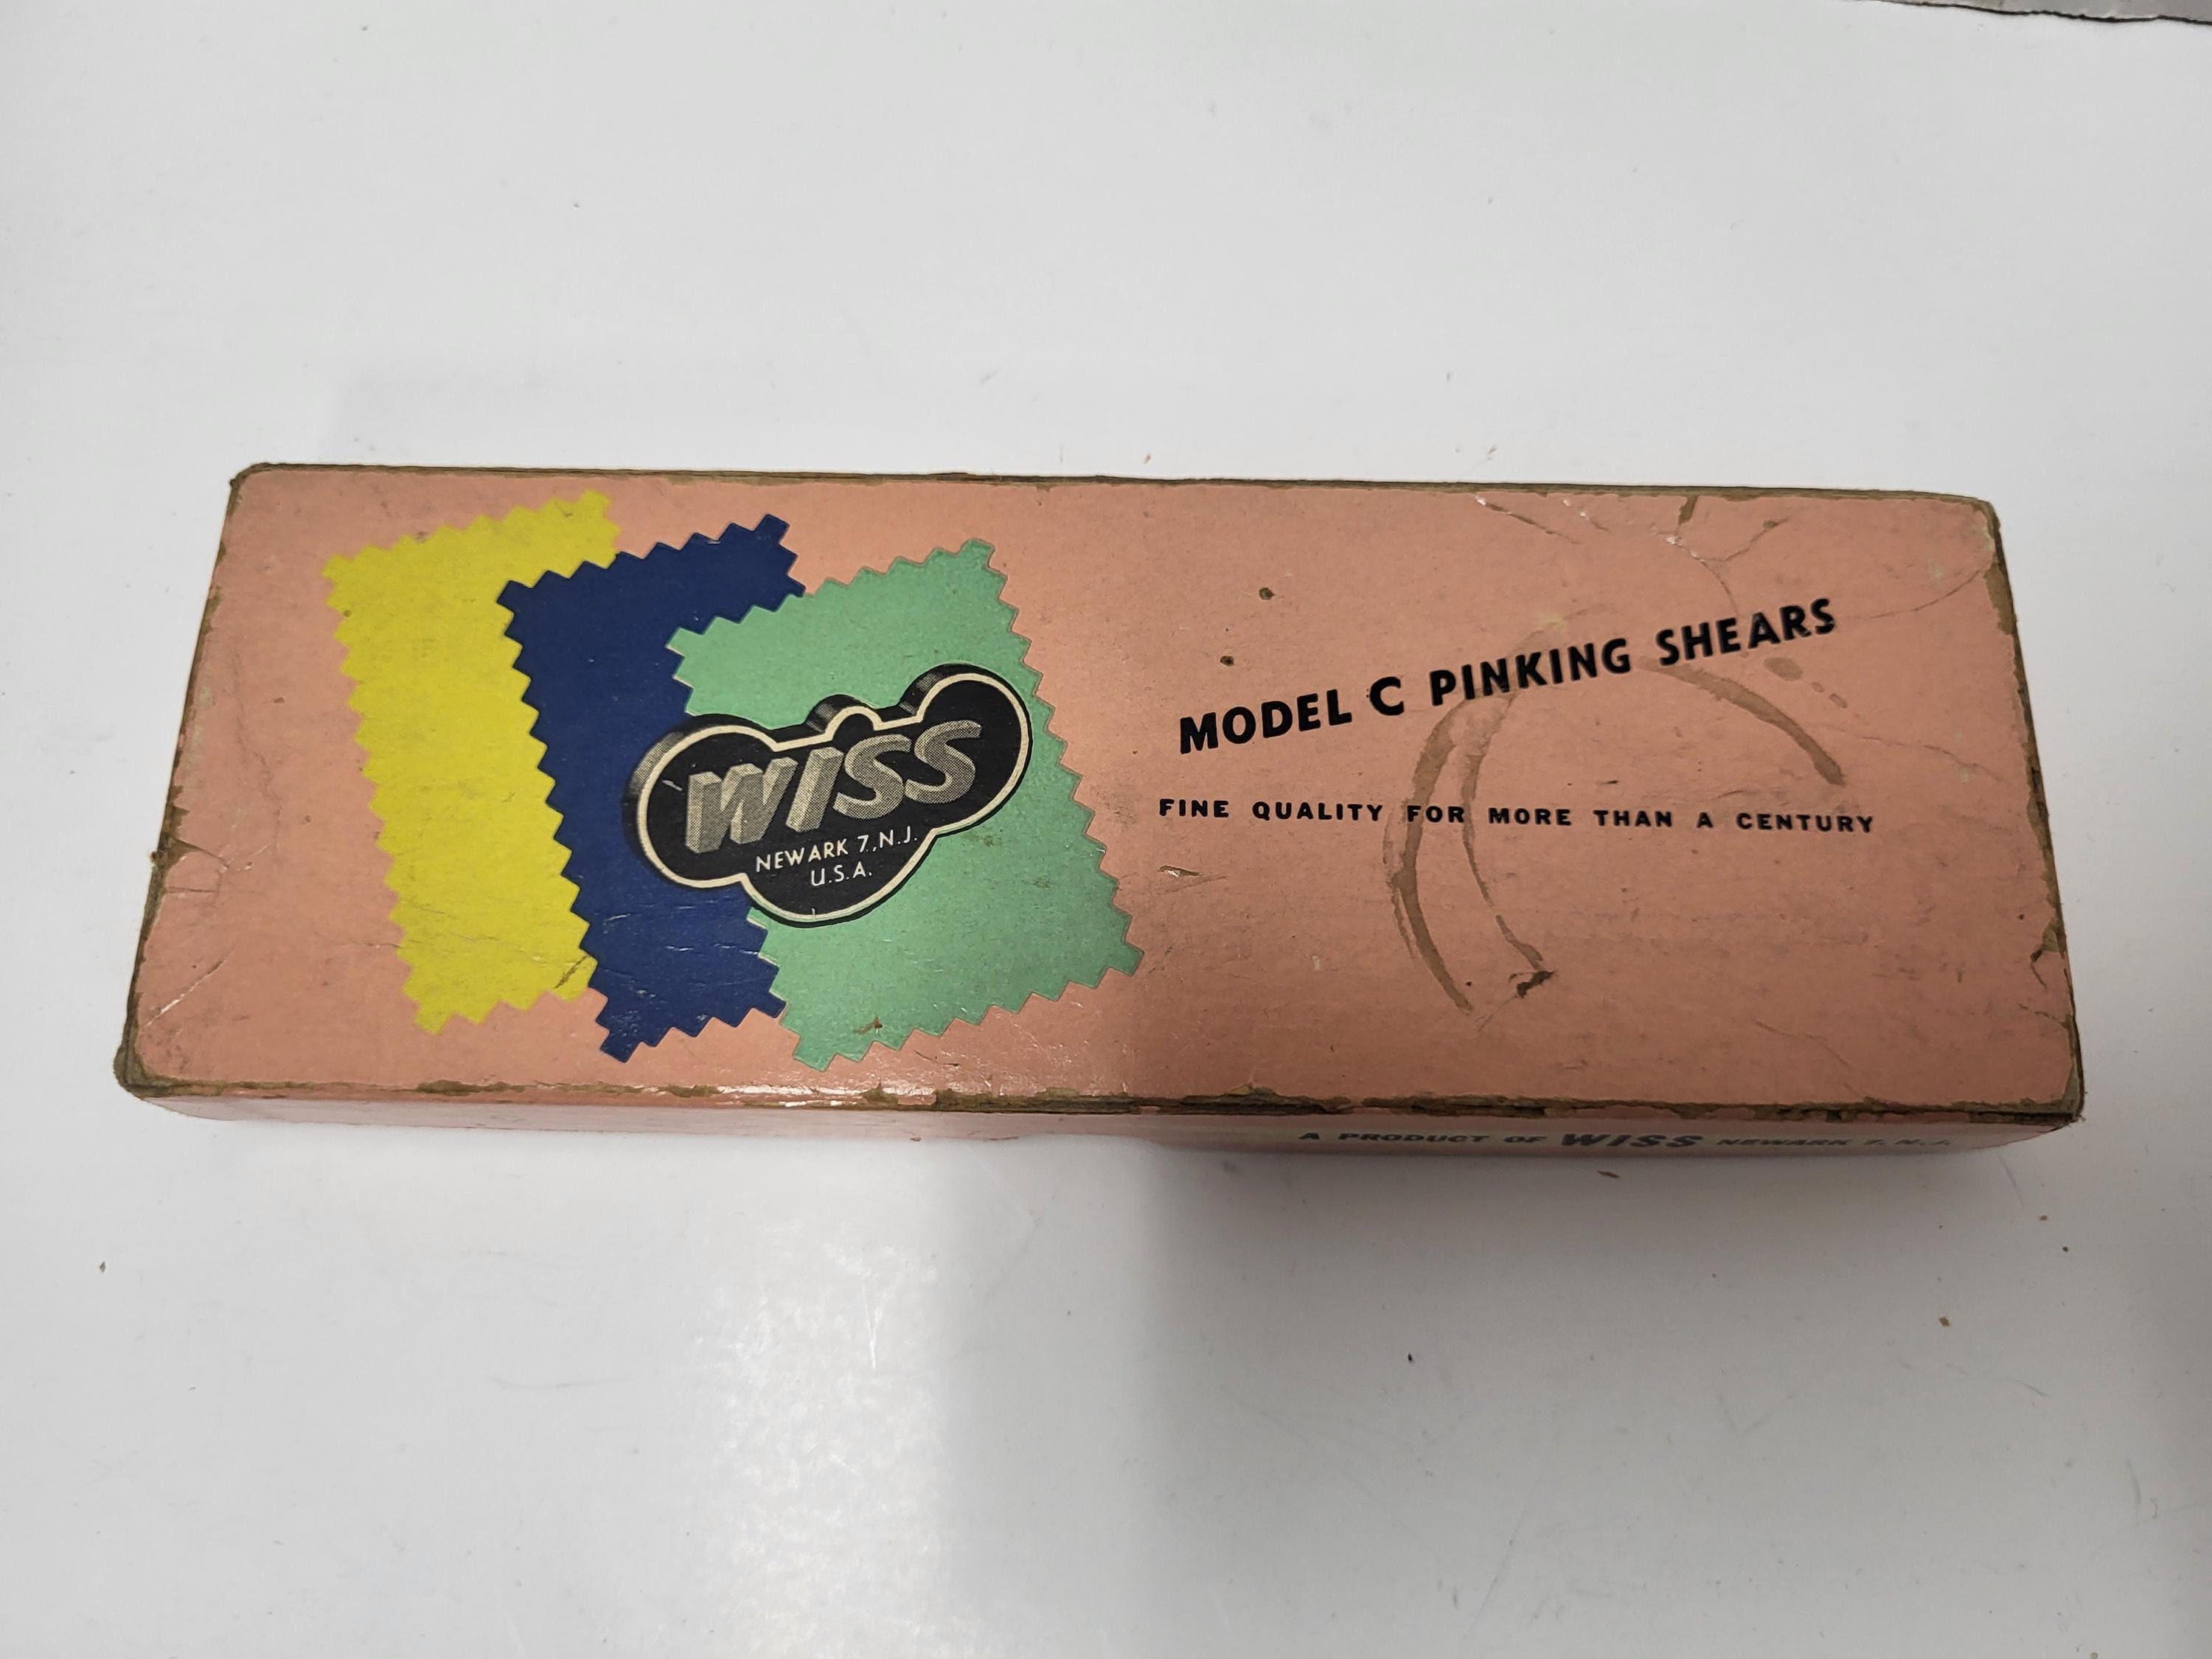 WISS
NEWARK 7, N.J.
U.S.A.
MODEL C PINKING SHEARS
FINE QUALITY FOR MORE THAN A CENTURY
A PRODUCT OF WISS NEWARK 7, N.J.